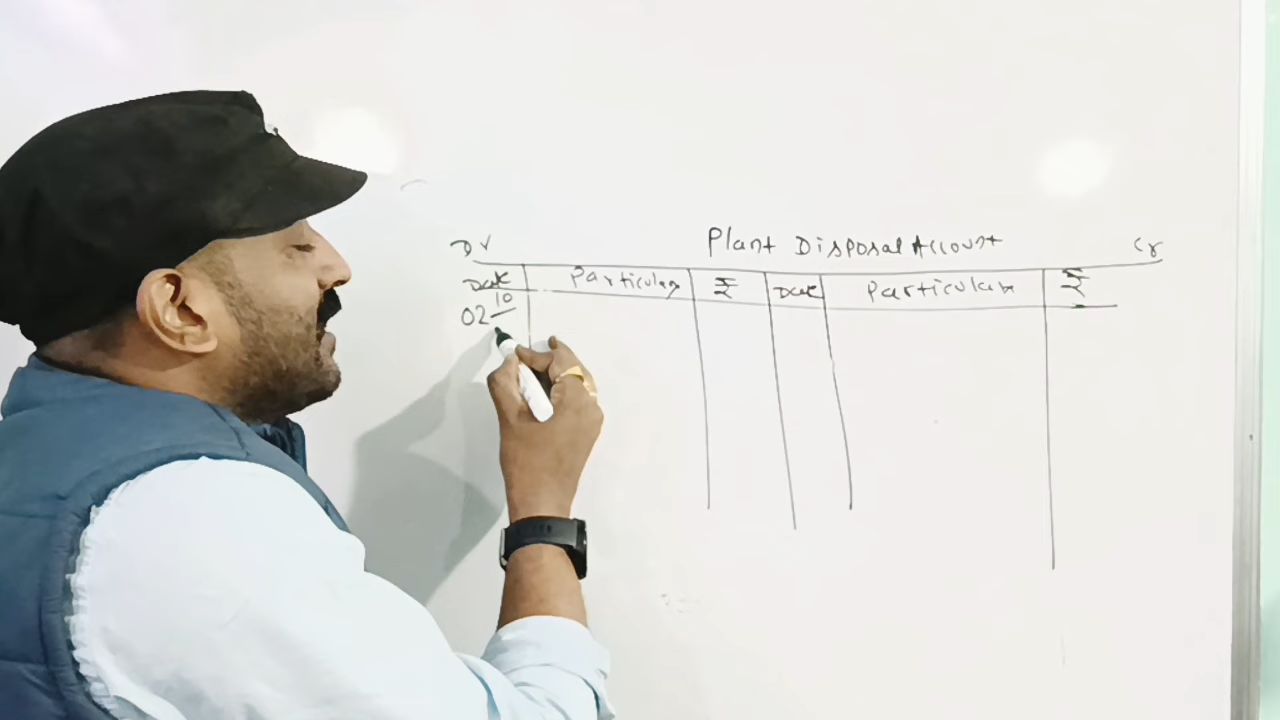 Plant Disposal Account
Dr Cr
Date Particulars ₹ Date Particulars ₹
10
02